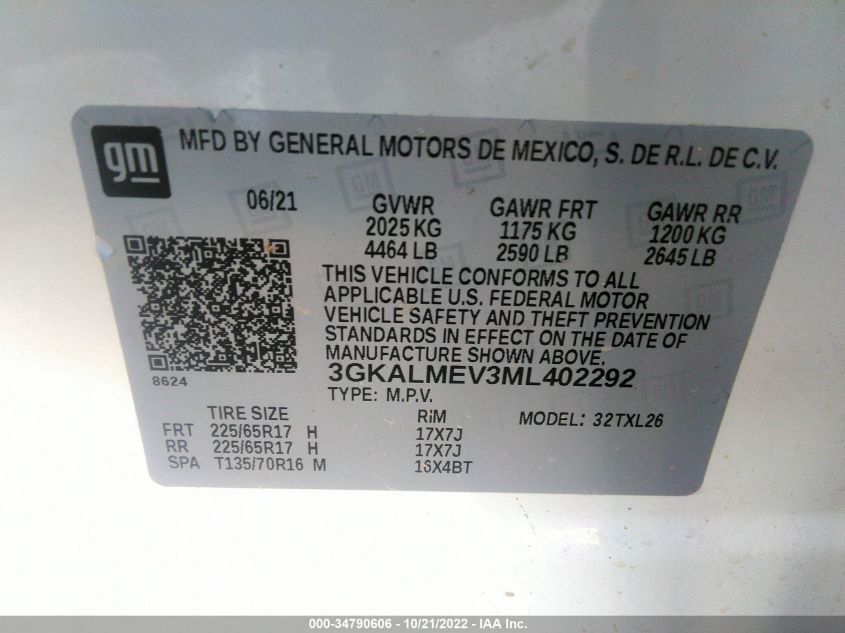 gm
MFD BY GENERAL MOTORS DE MEXICO, S. DE R.L. DE C.V.
06/21 GVWR GAWR FRT GAWR RR
2025 KG 1175 KG 1200 KG
4464 LB 2590 LB 2645 LB
THIS VEHICLE CONFORMS TO ALL
APPLICABLE U.S. FEDERAL MOTOR
VEHICLE SAFETY AND THEFT PREVENTION
STANDARDS IN EFFECT ON THE DATE OF
MANUFACTURE SHOWN ABOVE.
8624 3GKALMEV3ML402292
TYPE: M.P.V.
TIRE SIZE RIM MODEL: 32TXL26
FRT 225/65R17 H 17X7J
RR 225/65R17 H 17X7J
SPA T135/70R16 M 16X4BT
000-34790606 - 10/21/2022 - IAA Inc.